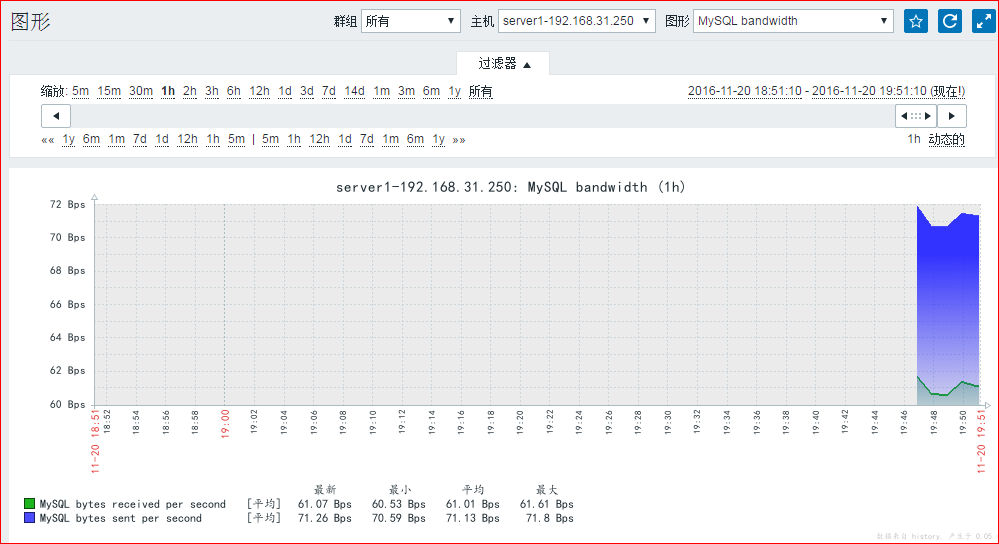 图形 群组 所有 主机 server1-192.168.31.250 图形 MySQL bandwidth
过滤器
缩放: 5m 15m 30m 1h 2h 3h 6h 12h 1d 3d 7d 14d 1m 3m 6m 1y 所有 2016-11-20 18:51:10 - 2016-11-20 19:51:10 (现在!)
«« 1y 6m 1m 7d 1d 12h 1h 5m | 5m 1h 12h 1d 7d 1m 6m 1y »» 1h 动态的
server1-192.168.31.250: MySQL bandwidth (1h)
72 Bps
70 Bps
68 Bps
66 Bps
64 Bps
62 Bps
60 Bps
11-20 18:51 18:52 18:54 18:56 18:58 19:00 19:02 19:04 19:06 19:08 19:10 19:12 19:14 19:16 19:18 19:20 19:22 19:24 19:26 19:28 19:30 19:32 19:34 19:36 19:38 19:40 19:42 19:44 19:46 19:48 19:50 11-20 19:51
最新 最小 平均 最大
MySQL bytes received per second [平均] 61.07 Bps 60.53 Bps 61.01 Bps 61.61 Bps
MySQL bytes sent per second [平均] 71.26 Bps 70.59 Bps 71.13 Bps 71.8 Bps
数据来自 history. 产生于 0.05